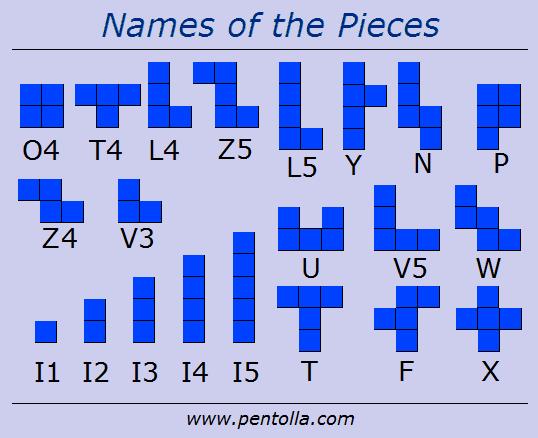 Names of the Pieces
O4 T4 L4 Z5 L5 Y N P
Z4 V3 U V5 W
I1 I2 I3 I4 I5 T F X
www.pentolla.com